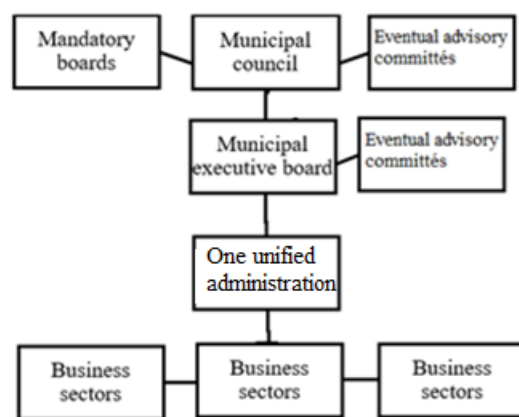 Mandatory
boards
Municipal
council
Eventual advisory
committés
Municipal
executive board
Eventual advisory
committés
One unified
administration
Business
sectors
Business
sectors
Business
sectors